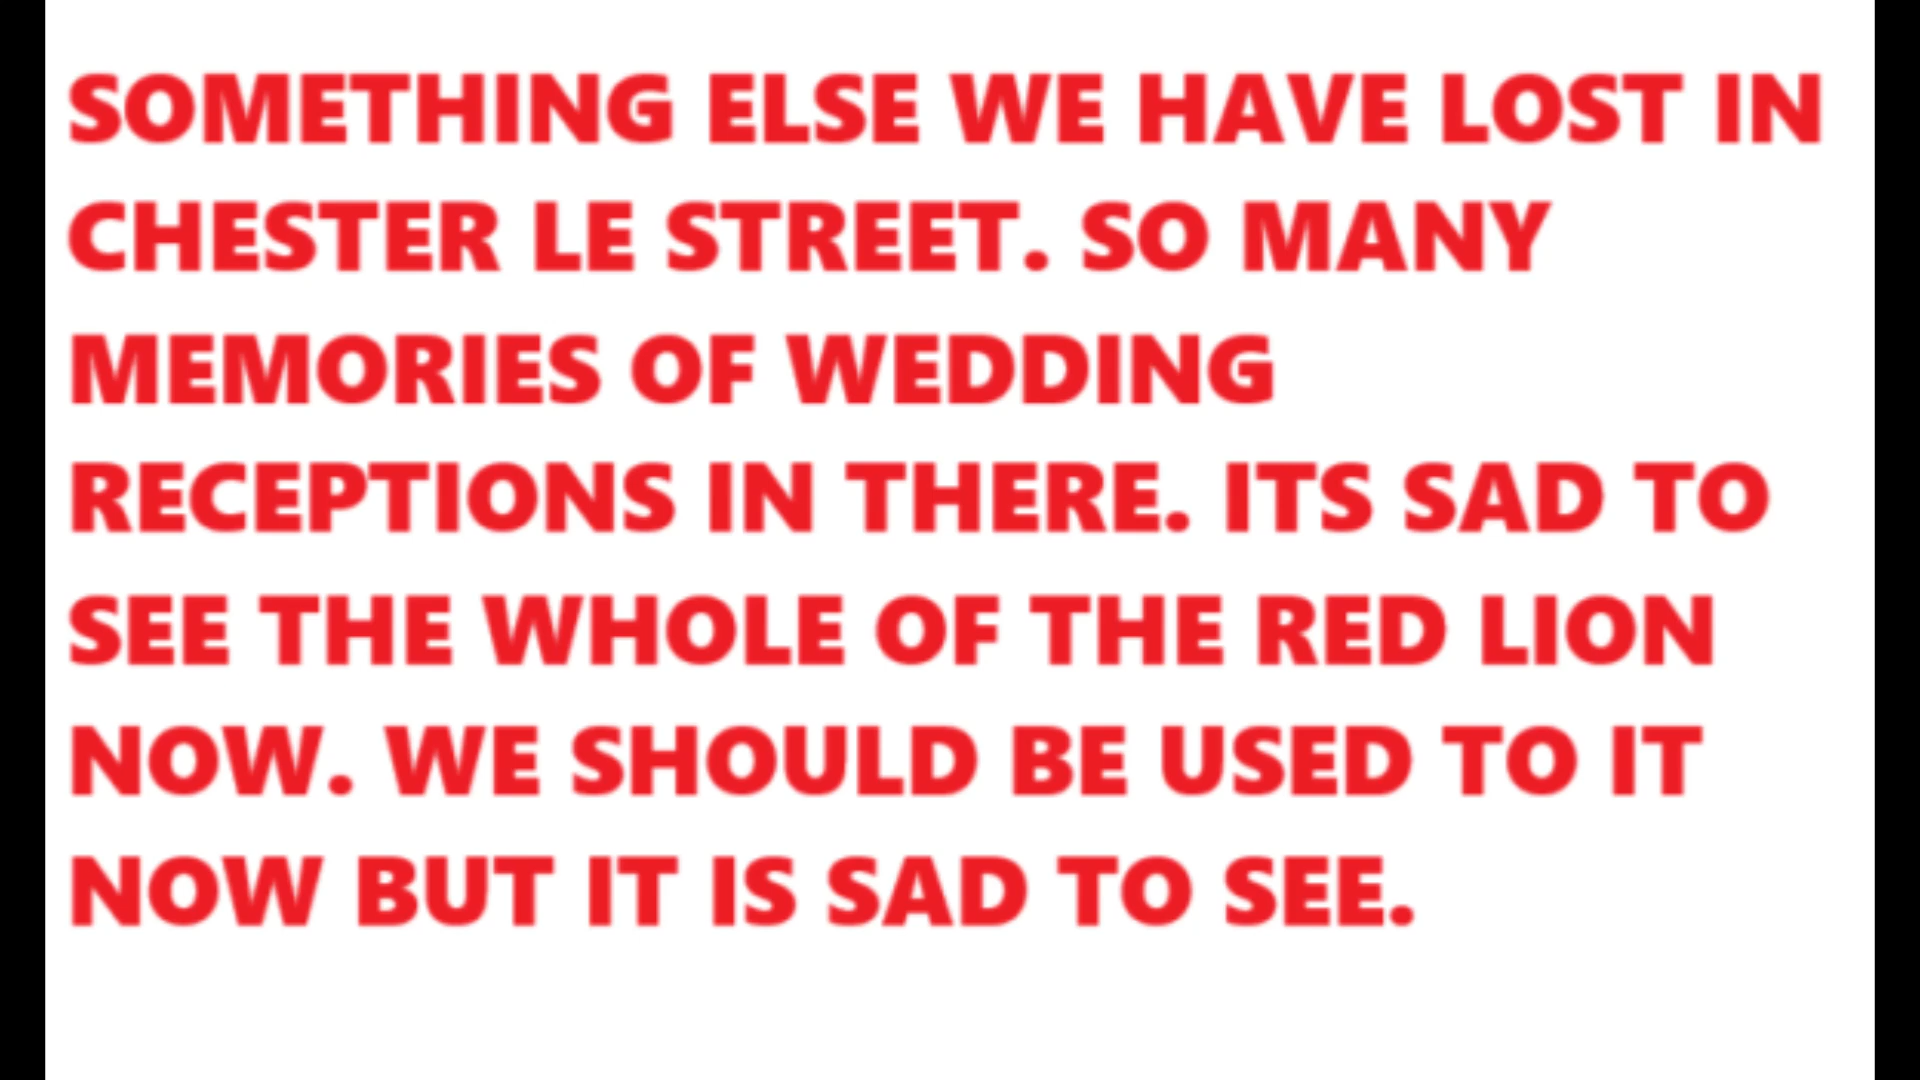 SOMETHING ELSE WE HAVE LOST IN
CHESTER LE STREET. SO MANY
MEMORIES OF WEDDING
RECEPTIONS IN THERE. ITS SAD TO
SEE THE WHOLE OF THE RED LION
NOW. WE SHOULD BE USED TO IT
NOW BUT IT IS SAD TO SEE.